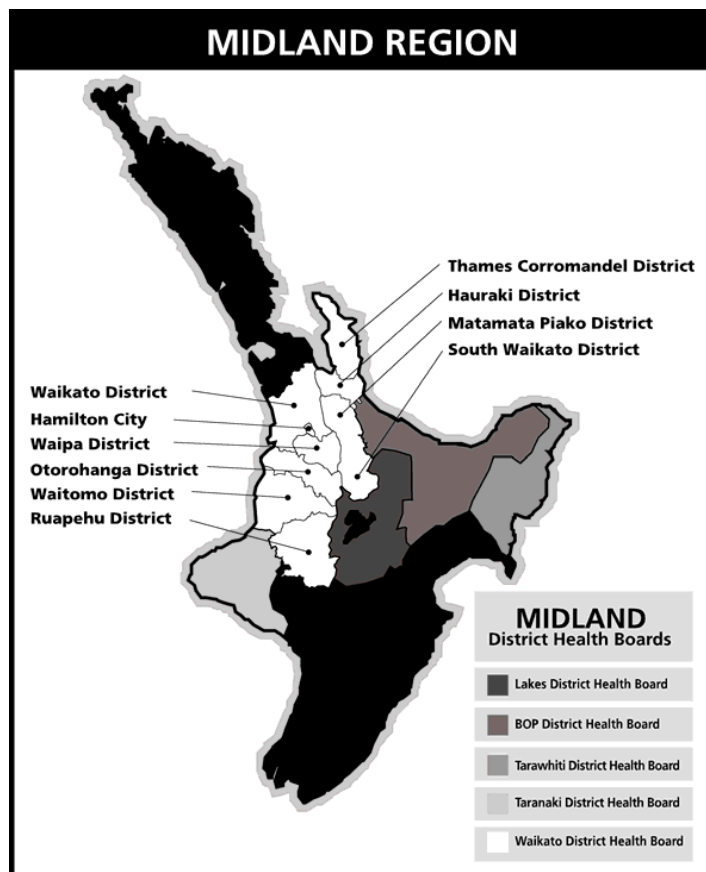 MIDLAND REGION
Thames Corromandel District
Hauraki District
Matamata Piako District
South Waikato District
Waikato District
Hamilton City
Waipa District
Otorohanga District
Waitomo District
Ruapehu District
MIDLAND
District Health Boards
Lakes District Health Board
BOP District Health Board
Tarawhiti District Health Board
Taranaki District Health Board
Waikato District Health Board